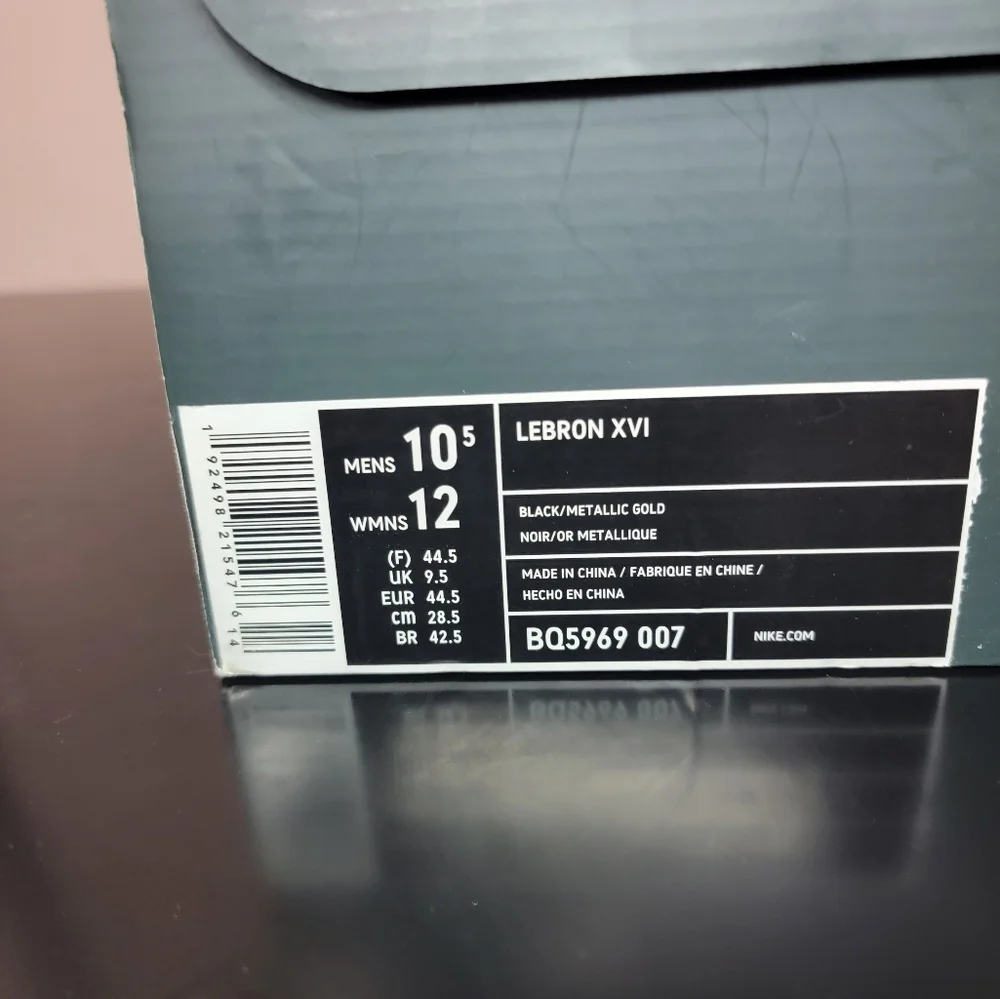 1 92498 21547 6 14
MENS 10⁵
WMNS 12
(F) 44.5
UK 9.5
EUR 44.5
cm 28.5
BR 42.5
LEBRON XVI
BLACK/METALLIC GOLD
NOIR/OR METALLIQUE
MADE IN CHINA / FABRIQUE EN CHINE /
HECHO EN CHINA
BQ5969 007
NIKE.COM